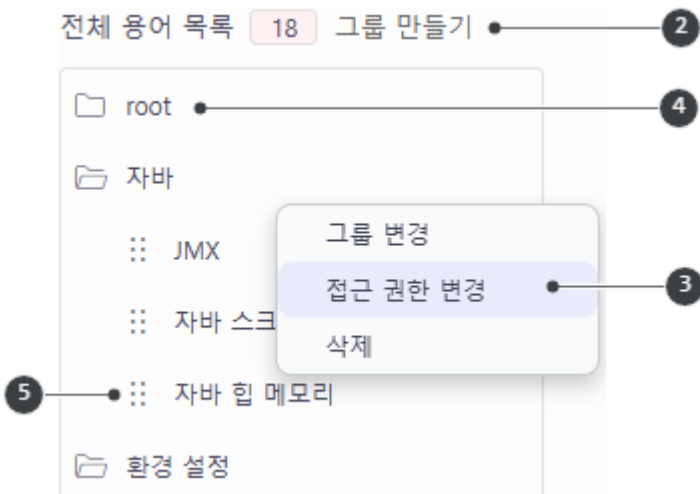 전체 용어 목록 18 그룹 만들기 2
root 4
자바
그룹 변경
JMX
접근 권한 변경 3
자바 스크
삭제
5 자바 힙 메모리
환경 설정